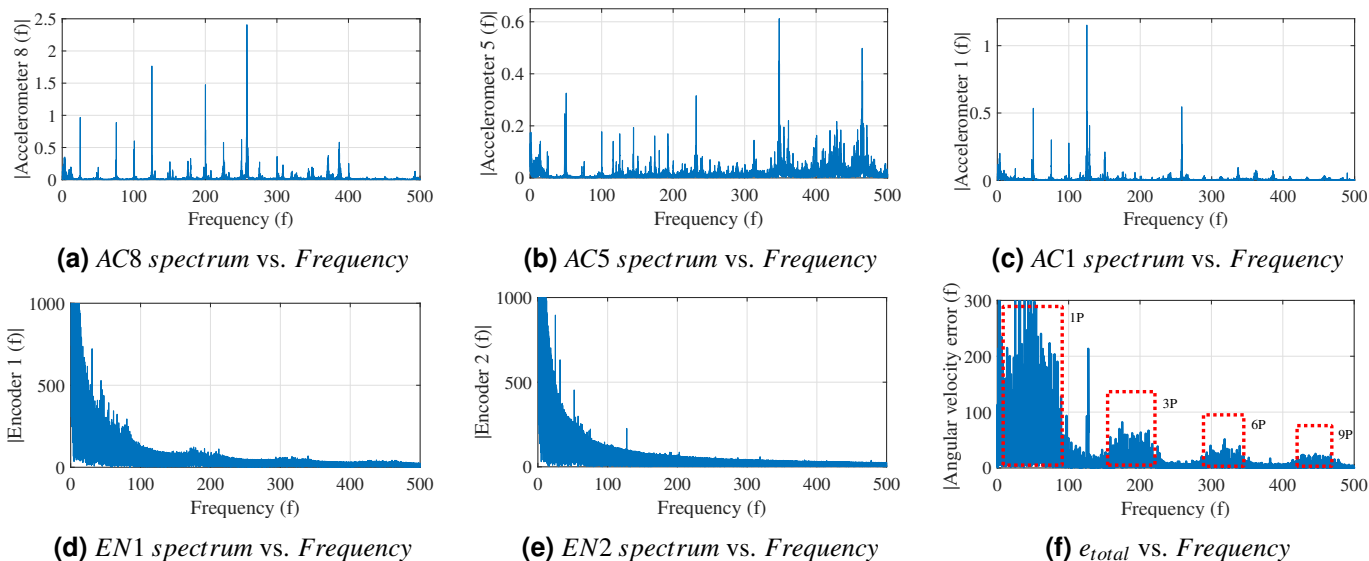 |Accelerometer 8 (f)|
2.5
2
1.5
1
0.5
0
0 100 200 300 400 500
Frequency (f)
(a) AC8 spectrum vs. Frequency
|Accelerometer 5 (f)|
0.6
0.4
0.2
0
0 100 200 300 400 500
Frequency (f)
(b) AC5 spectrum vs. Frequency
|Accelerometer 1 (f)|
1
0.5
0
0 100 200 300 400 500
Frequency (f)
(c) AC1 spectrum vs. Frequency
|Encoder 1 (f)|
1000
500
0
0 100 200 300 400 500
Frequency (f)
(d) EN1 spectrum vs. Frequency
|Encoder 2 (f)|
1000
500
0
0 100 200 300 400 500
Frequency (f)
(e) EN2 spectrum vs. Frequency
|Angular velocity error (f)|
300
200
100
0
1P
3P
6P
9P
0 100 200 300 400 500
Frequency (f)
(f) e_total vs. Frequency